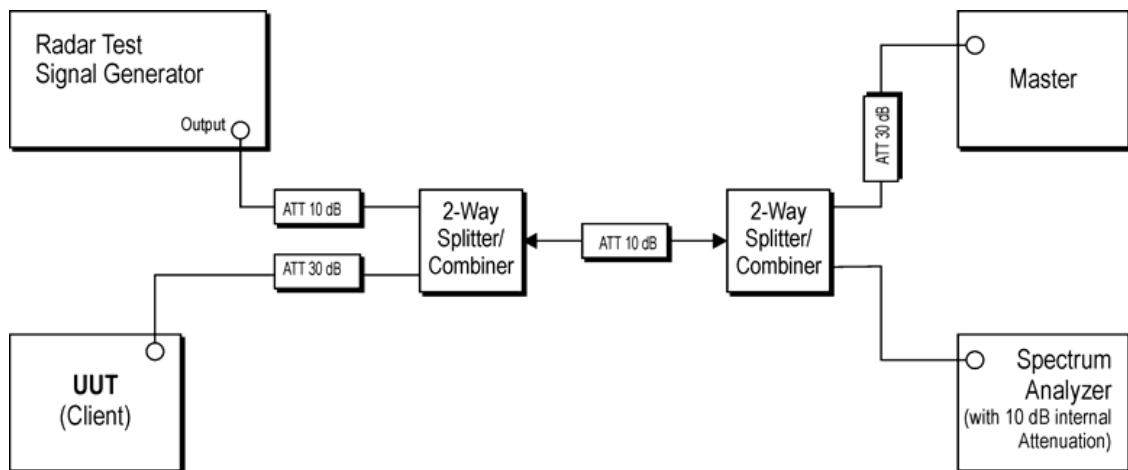 Radar Test
Signal Generator
Output
ATT 10 dB
ATT 30 dB
UUT
(Client)
2-Way
Splitter/
Combiner
ATT 10 dB
2-Way
Splitter/
Combiner
ATT 30 dB
Master
Spectrum
Analyzer
(with 10 dB internal
Attenuation)